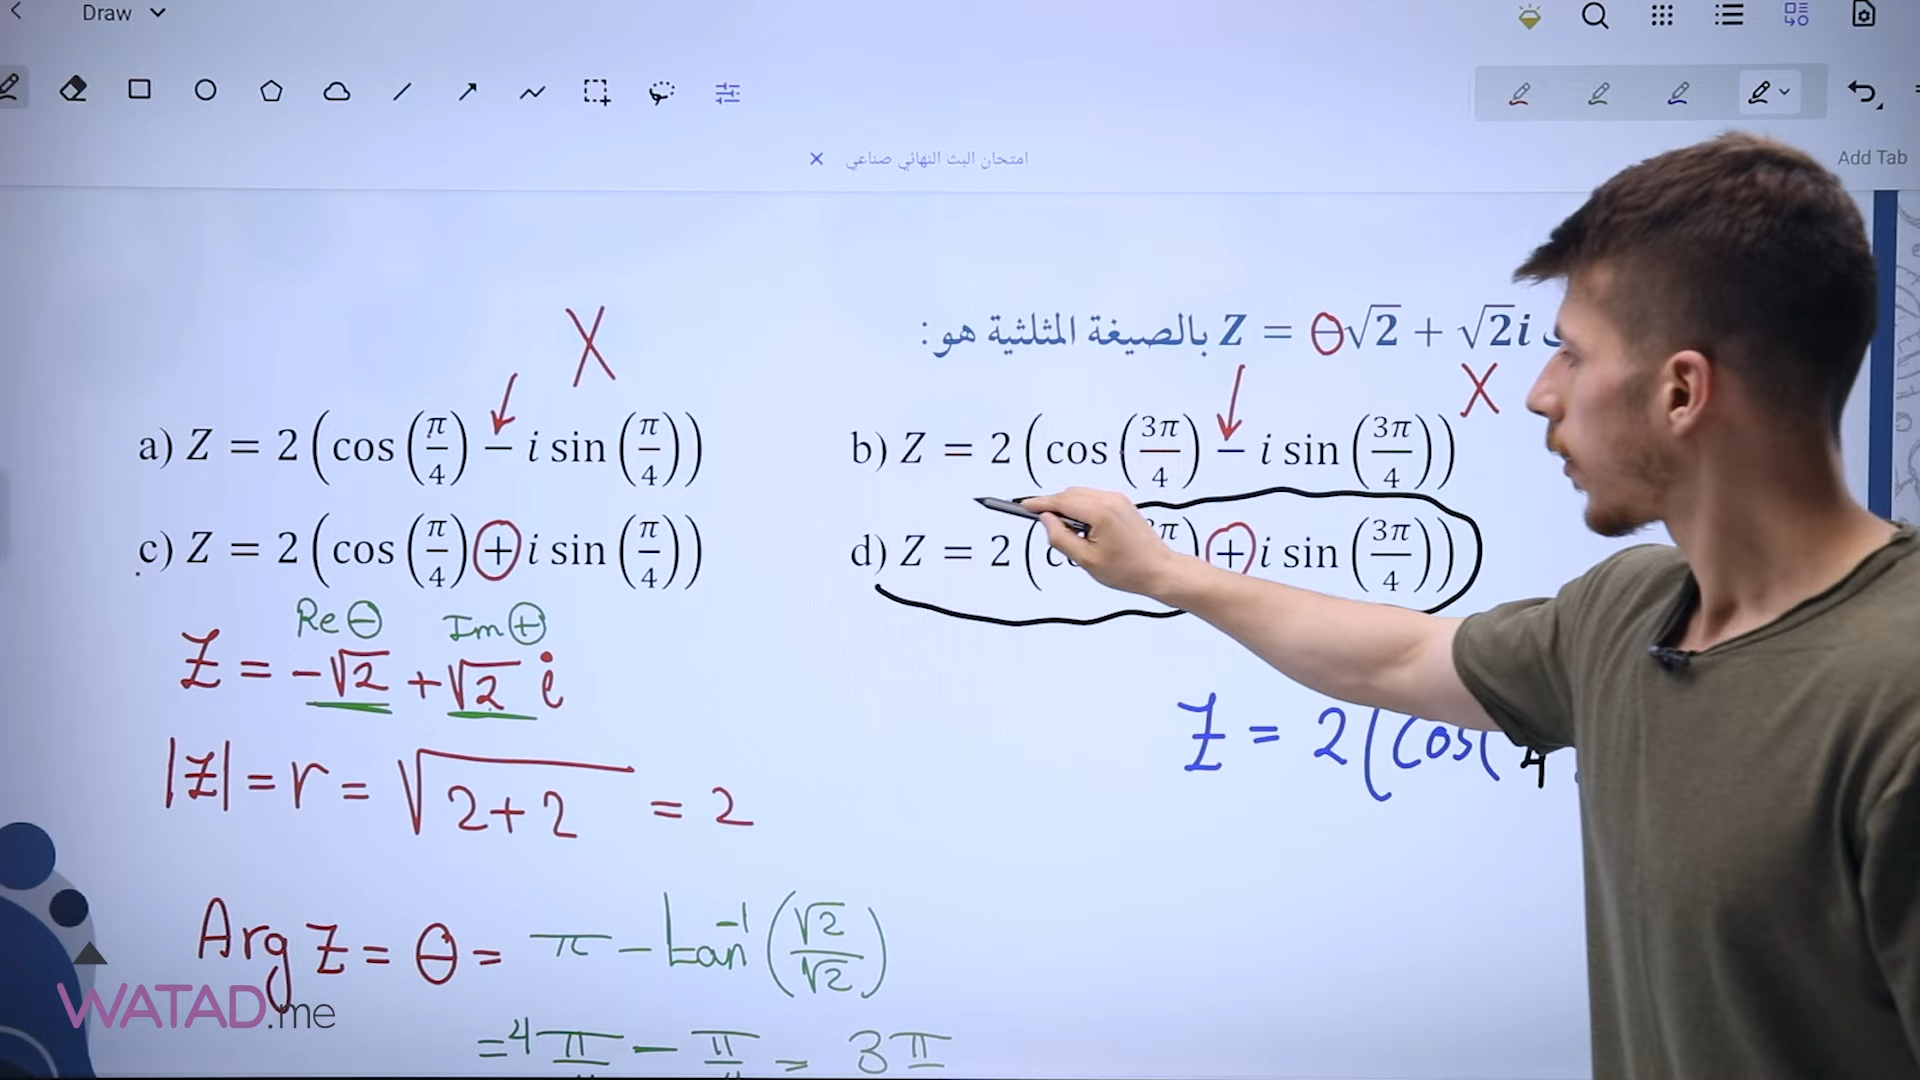 Draw
امتحان البث النهائي صناعي
Add Tab
Z = -√2 + √2i بالصيغة المثلثية هو :
X
X
a) Z = 2(cos(π/4) − i sin(π/4))
b) Z = 2(cos(3π/4) − i sin(3π/4))
c) Z = 2(cos(π/4) + i sin(π/4))
d) Z = 2(co 3π + i sin(3π/4))
Re − Im +
Z = -√2 + √2 i
Z = 2(Cos( 4
|Z| = r = √2+2 = 2
Arg Z = θ = π - tan⁻¹(√2/√2)
= 4π - π = 3π
WATAD.me